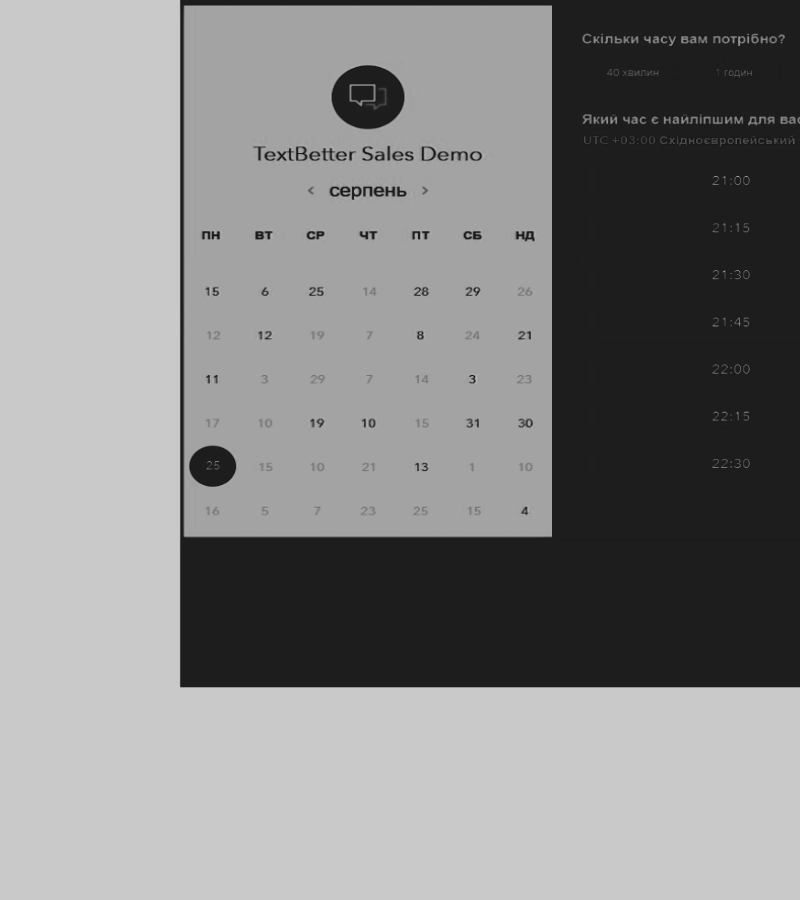 TextBetter Sales Demo
< серпень >
ПН ВТ СР ЧТ ПТ СБ НД
15 6 25 14 28 29 26
12 12 19 7 8 24 21
11 3 29 7 14 3 23
17 10 19 10 15 31 30
25 15 10 21 13 1 10
16 5 7 23 25 15 4
Скільки часу вам потрібно?
40 хвилин 1 годин
Який час є найліпшим для вас
UTC +03:00 Східноєвропейський
21:00
21:15
21:30
21:45
22:00
22:15
22:30